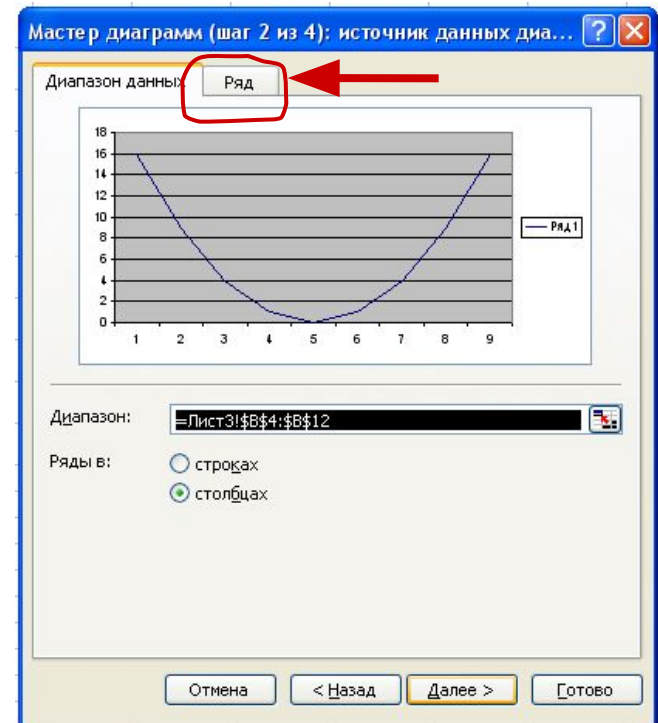 Мастер диаграмм (шаг 2 из 4): источник данных диа...
Диапазон данных
Ряд
18
16
14
12
10
8
6
4
2
0
1 2 3 4 5 6 7 8 9
Ряд1
Диапазон: =Лист3!$B$4:$B$12
Ряды в: строках
столбцах
Отмена < Назад Далее > Готово